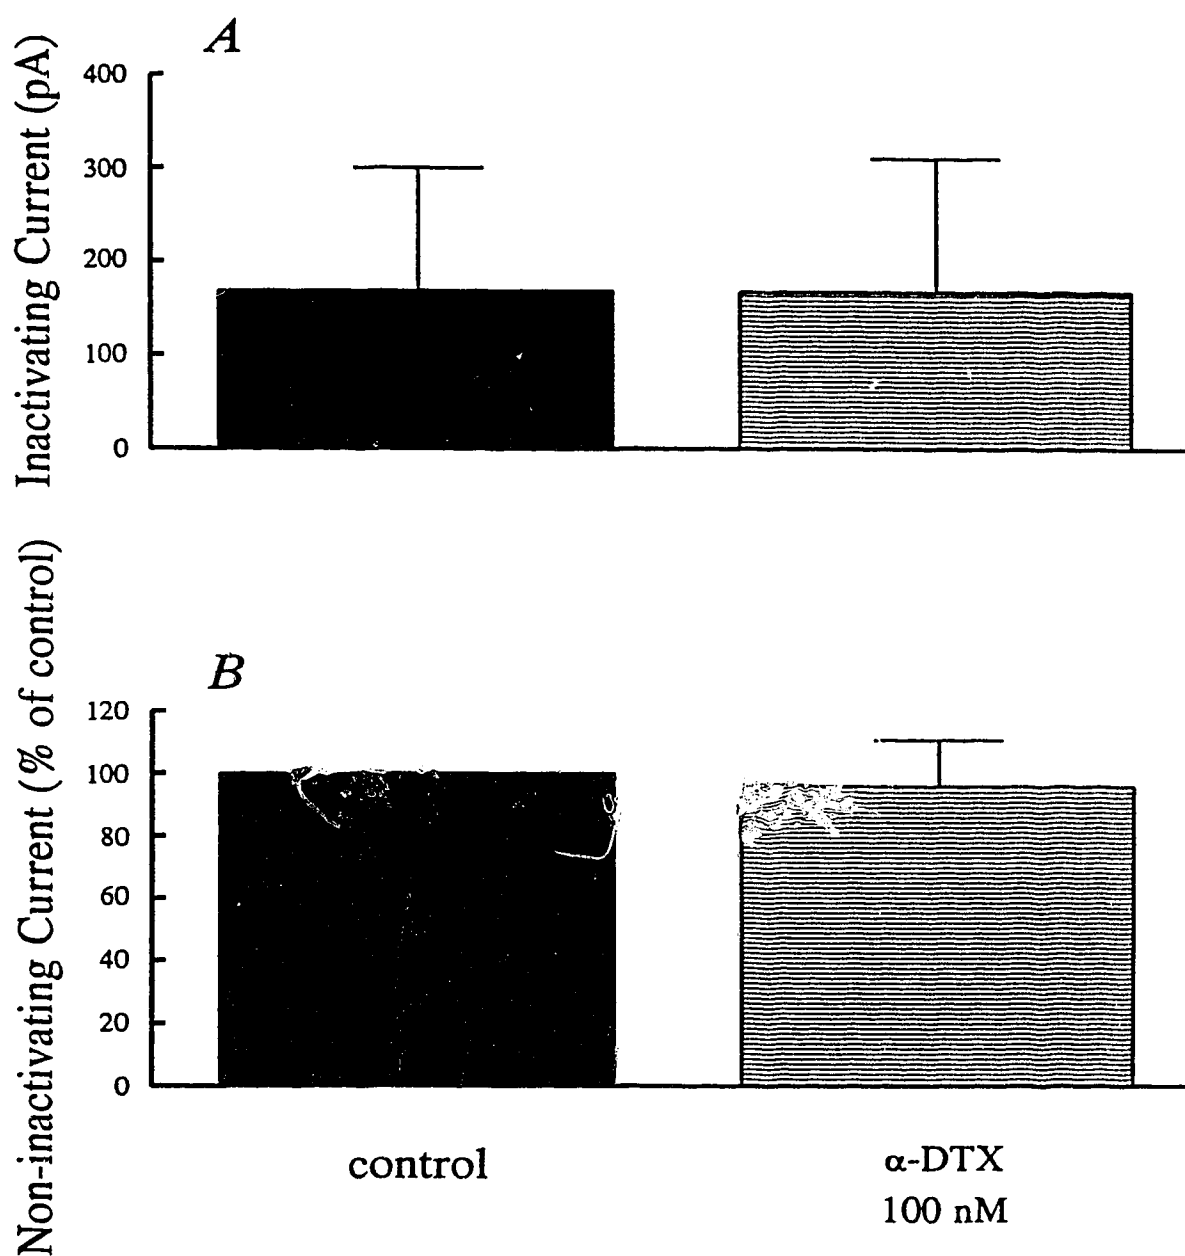 A
Inactivating Current (pA)
400
300
200
100
0
B
Non-inactivating Current (% of control)
120
100
80
60
40
20
0
control
α-DTX
100 nM